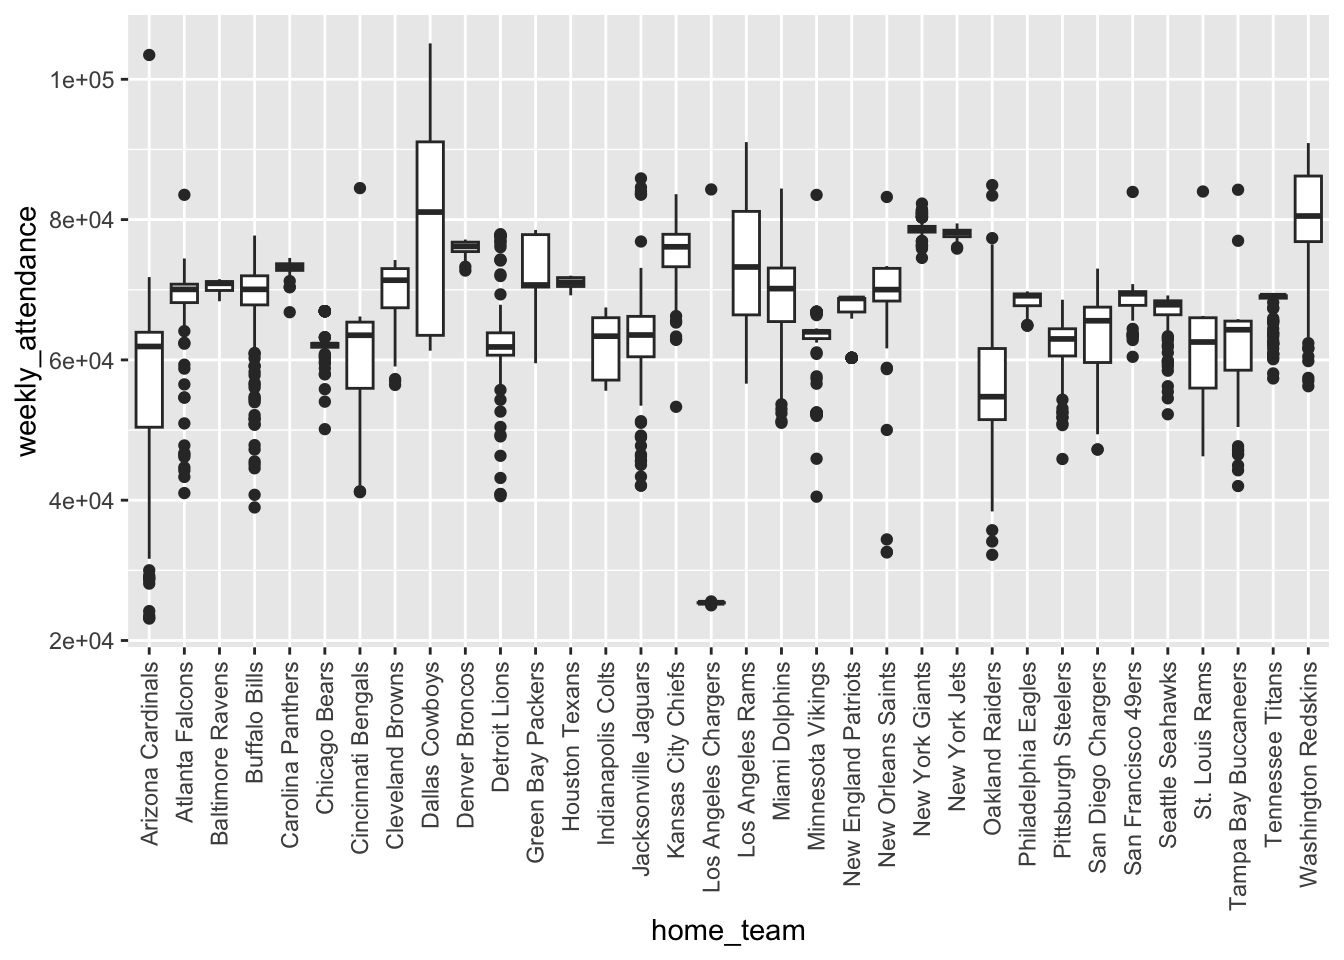 weekly_attendance
1e+05
8e+04
6e+04
4e+04
2e+04
Arizona Cardinals
Atlanta Falcons
Baltimore Ravens
Buffalo Bills
Carolina Panthers
Chicago Bears
Cincinnati Bengals
Cleveland Browns
Dallas Cowboys
Denver Broncos
Detroit Lions
Green Bay Packers
Houston Texans
Indianapolis Colts
Jacksonville Jaguars
Kansas City Chiefs
Los Angeles Chargers
Los Angeles Rams
Miami Dolphins
Minnesota Vikings
New England Patriots
New Orleans Saints
New York Giants
New York Jets
Oakland Raiders
Philadelphia Eagles
Pittsburgh Steelers
San Diego Chargers
San Francisco 49ers
Seattle Seahawks
St. Louis Rams
Tampa Bay Buccaneers
Tennessee Titans
Washington Redskins
home_team